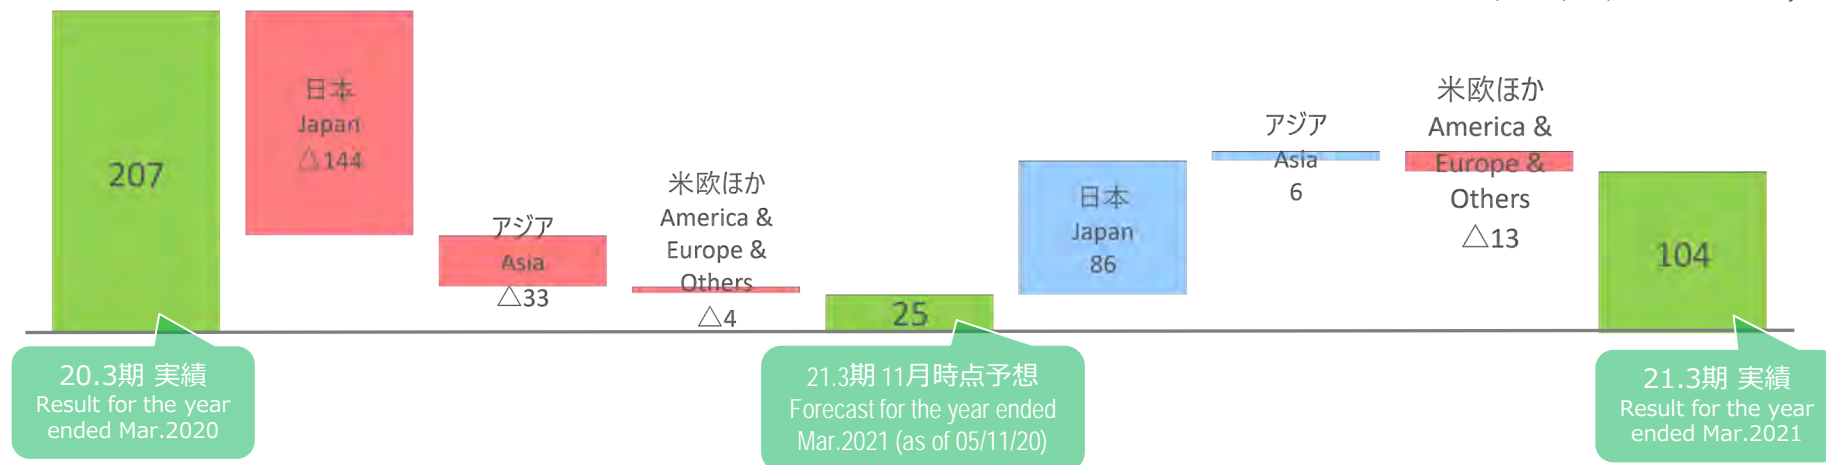 207
日本
Japan
△144
アジア
Asia
△33
米欧ほか
America &
Europe &
Others
△4
25
日本
Japan
86
アジア
Asia
6
米欧ほか
America &
Europe &
Others
△13
104
20.3期 実績
Result for the year
ended Mar.2020
21.3期 11月時点予想
Forecast for the year ended
Mar.2021 (as of 05/11/20)
21.3期 実績
Result for the year
ended Mar.2021